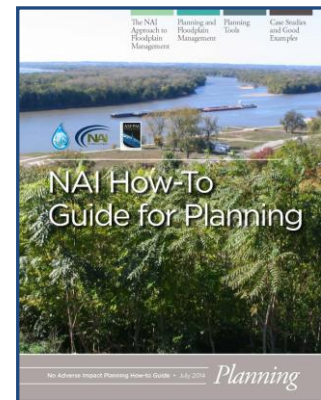 The NAI
Approach to
Floodplain
Management
Planning and
Floodplain
Management
Planning
Tools
Case Studies
and Good
Examples
NAI
NAI How-To
Guide for Planning
No Adverse Impact Planning How-to Guide • July 2014 Planning